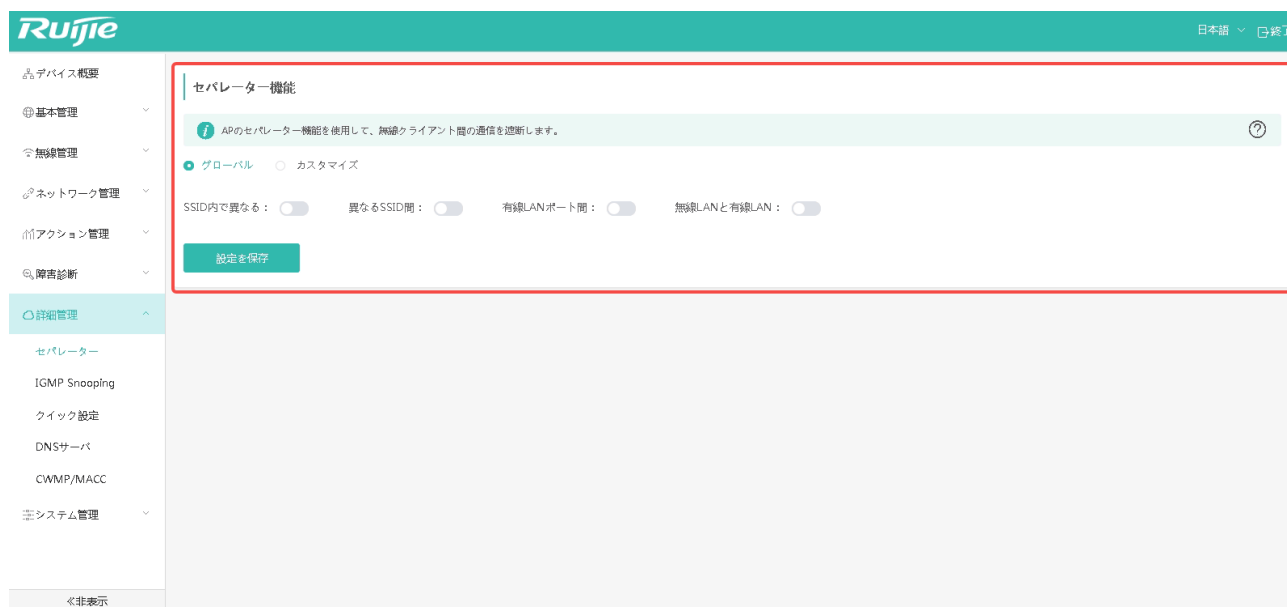 Ruijie
日本語
終了
デバイス概要
基本管理
無線管理
ネットワーク管理
アクション管理
障害診断
詳細管理
セパレーター
IGMP Snooping
クイック設定
DNSサーバ
CWMP/MACC
システム管理
≪非表示
セパレーター機能
APのセパレーター機能を使用して、無線クライアント間の通信を遮断します。
グローバル カスタマイズ
SSID内で異なる： 異なるSSID間： 有線LANポート間： 無線LANと有線LAN：
設定を保存